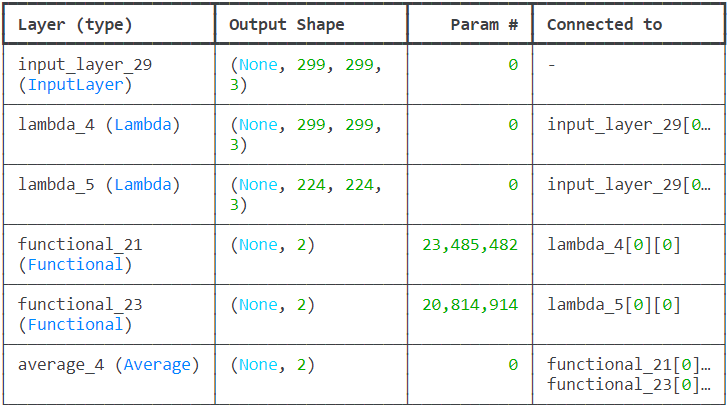 Layer (type) Output Shape Param # Connected to
input_layer_29 (None, 299, 299, 0 -
(InputLayer) 3)
lambda_4 (Lambda) (None, 299, 299, 0 input_layer_29[0…
3)
lambda_5 (Lambda) (None, 224, 224, 0 input_layer_29[0…
3)
functional_21 (None, 2) 23,485,482 lambda_4[0][0]
(Functional)
functional_23 (None, 2) 20,814,914 lambda_5[0][0]
(Functional)
average_4 (Average) (None, 2) 0 functional_21[0]…
functional_23[0]…